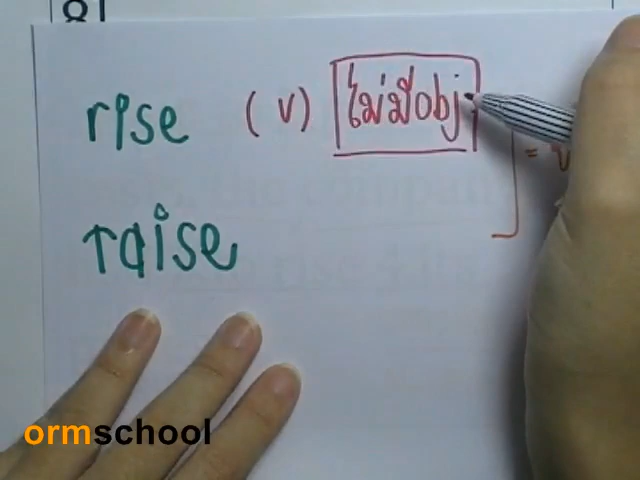 rise (v) ไม่มีobj
raise
ormschool